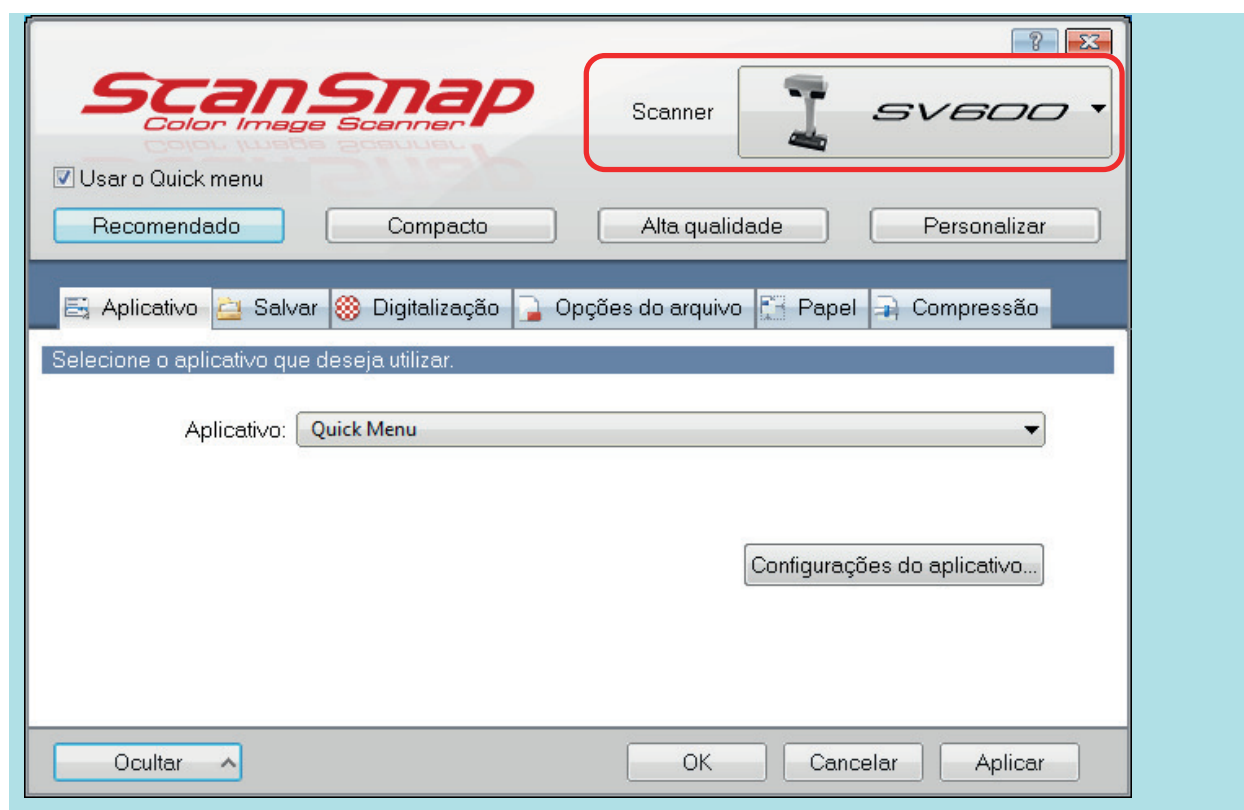 ScanSnap
Color Image Scanner
Scanner
SV600
Usar o Quick menu
Recomendado
Compacto
Alta qualidade
Personalizar
Aplicativo
Salvar
Digitalização
Opções do arquivo
Papel
Compressão
Selecione o aplicativo que deseja utilizar.
Aplicativo:
Quick Menu
Configurações do aplicativo...
Ocultar
OK
Cancelar
Aplicar